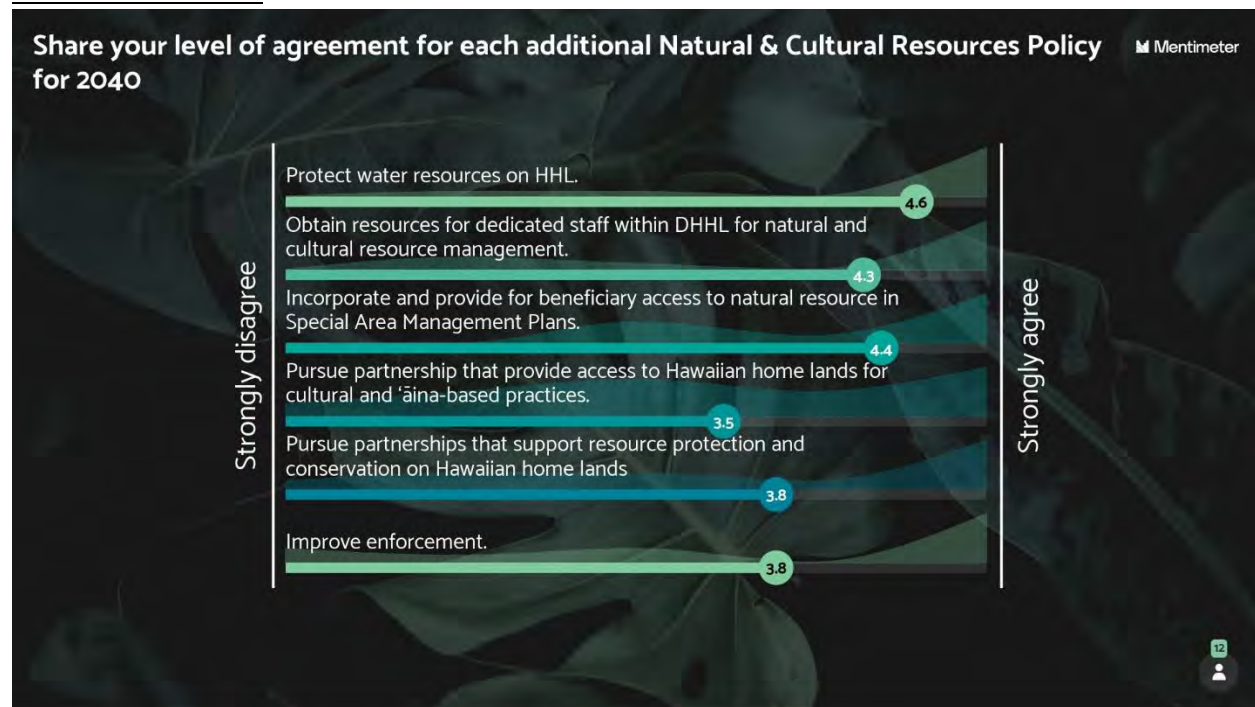 Share your level of agreement for each additional Natural & Cultural Resources Policy
for 2040
Mentimeter
Strongly disagree
Protect water resources on HHL.
4.6
Obtain resources for dedicated staff within DHHL for natural and
cultural resource management.
4.3
Incorporate and provide for beneficiary access to natural resource in
Special Area Management Plans.
4.4
Pursue partnership that provide access to Hawaiian home lands for
cultural and ʻāina-based practices.
3.5
Pursue partnerships that support resource protection and
conservation on Hawaiian home lands
3.8
Improve enforcement.
3.8
Strongly agree
12